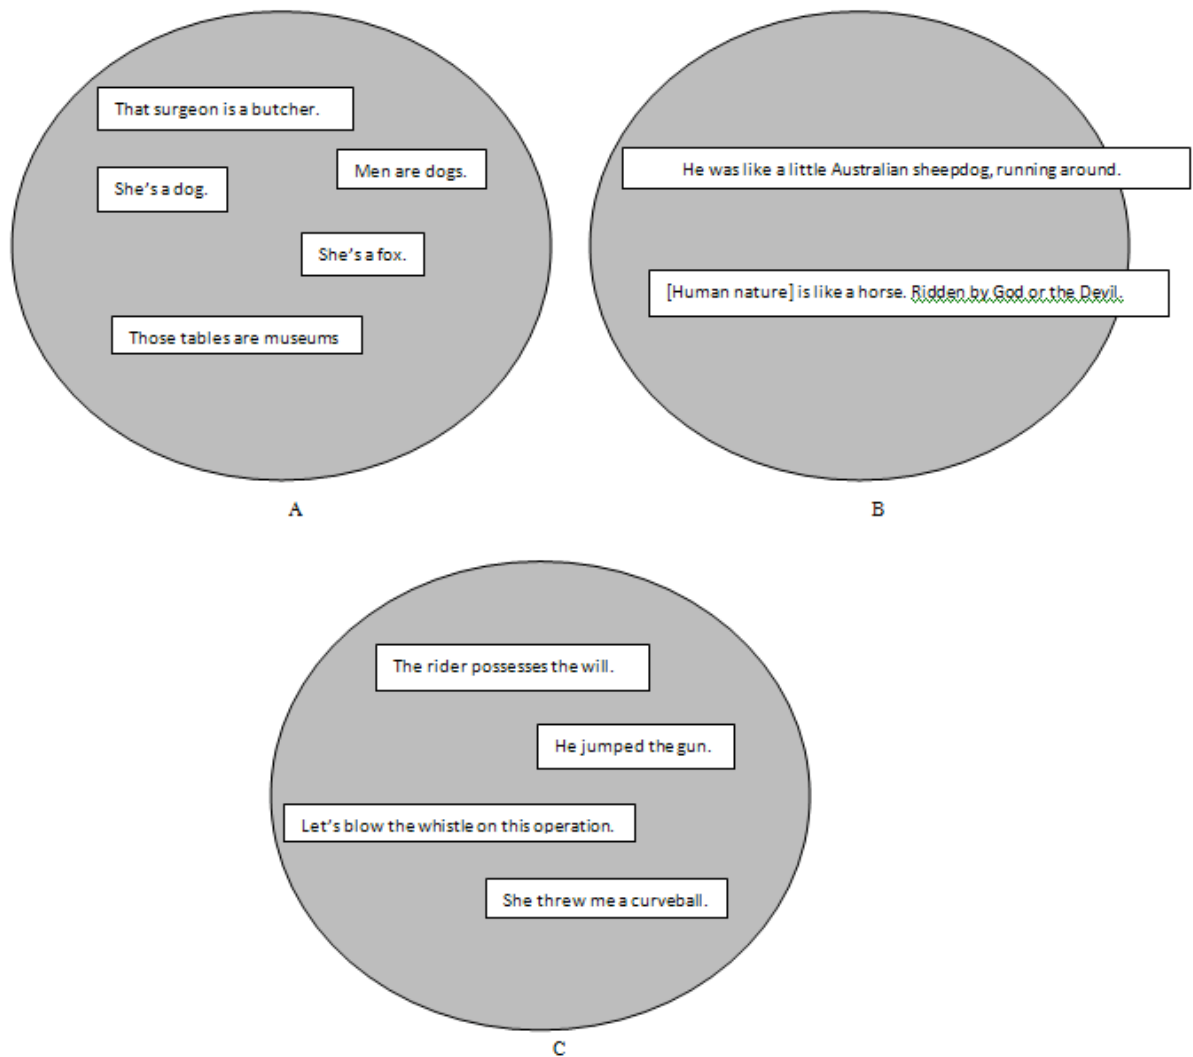 That surgeon is a butcher.
Men are dogs.
She's a dog.
She's a fox.
Those tables are museums
A
He was like a little Australian sheepdog, running around.
[Human nature] is like a horse. Ridden by God or the Devil.
B
The rider possesses the will.
He jumped the gun.
Let's blow the whistle on this operation.
She threw me a curveball.
C